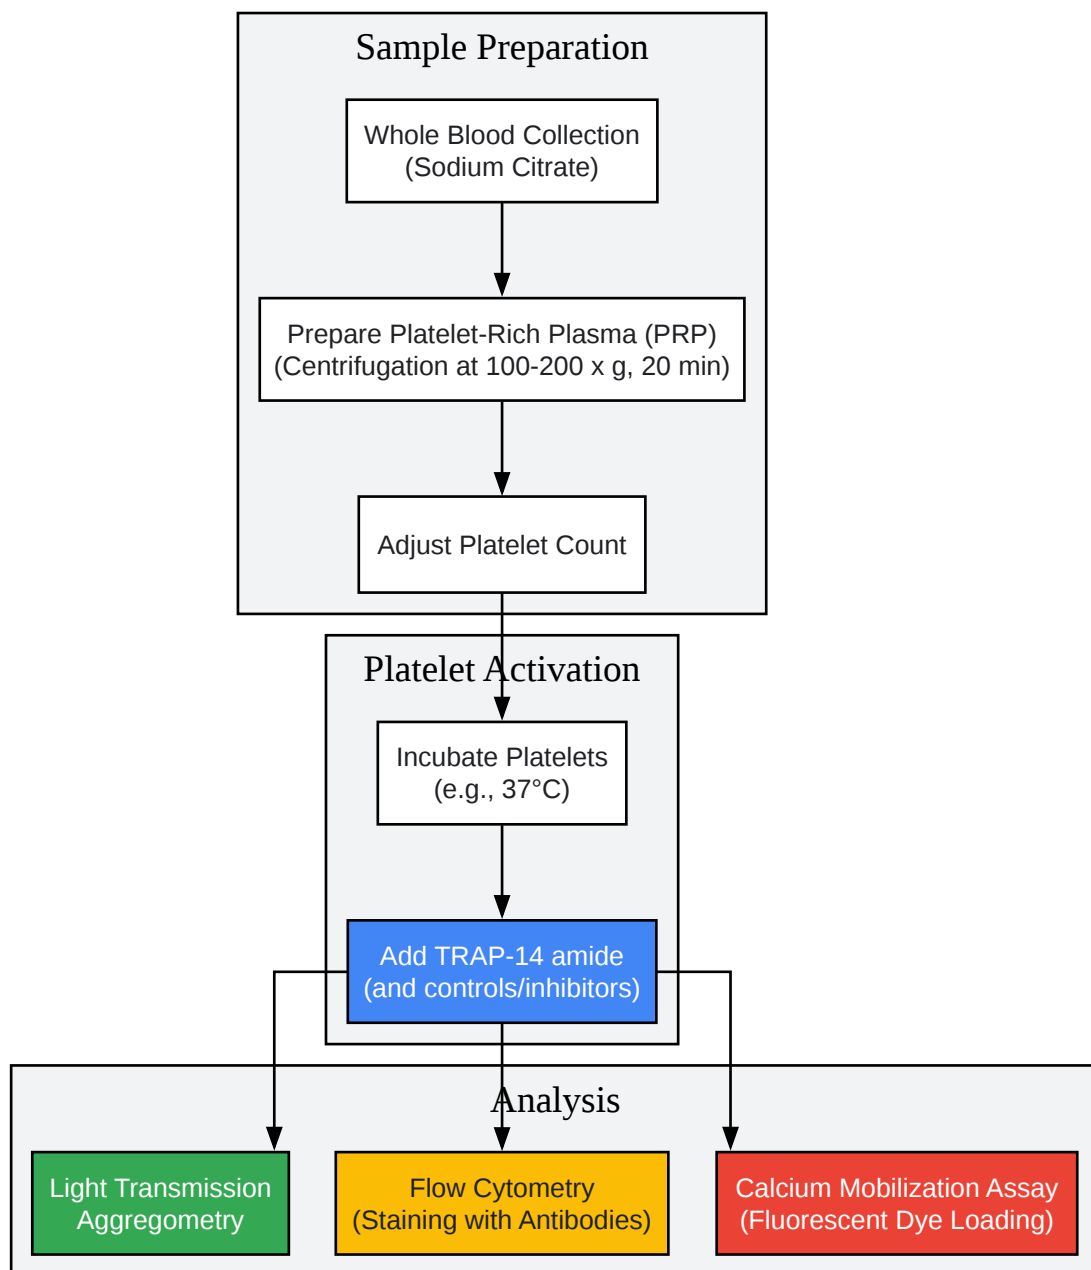 Sample Preparation
Whole Blood Collection
(Sodium Citrate)
Prepare Platelet-Rich Plasma (PRP)
(Centrifugation at 100-200 x g, 20 min)
Adjust Platelet Count
Platelet Activation
Incubate Platelets
(e.g., 37°C)
Add TRAP-14 amide
(and controls/inhibitors)
Analysis
Light Transmission
Aggregometry
Flow Cytometry
(Staining with Antibodies)
Calcium Mobilization Assay
(Fluorescent Dye Loading)